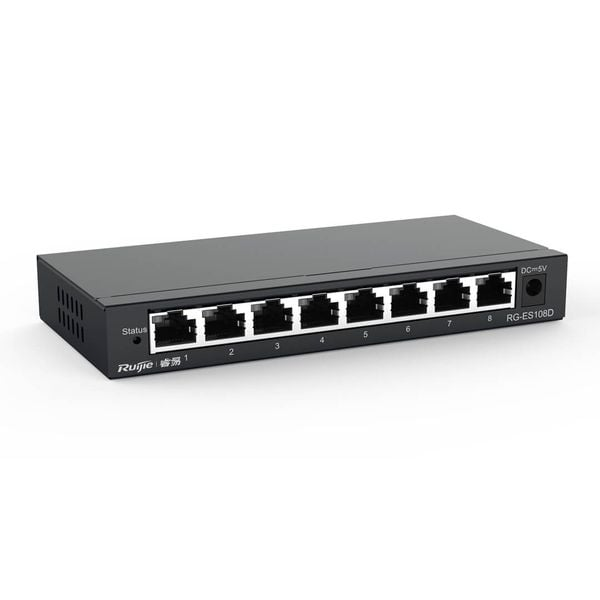 DC⎓5V
Status
1 2 3 4 5 6 7 8
RG-ES108D
Ruijie | 睿易